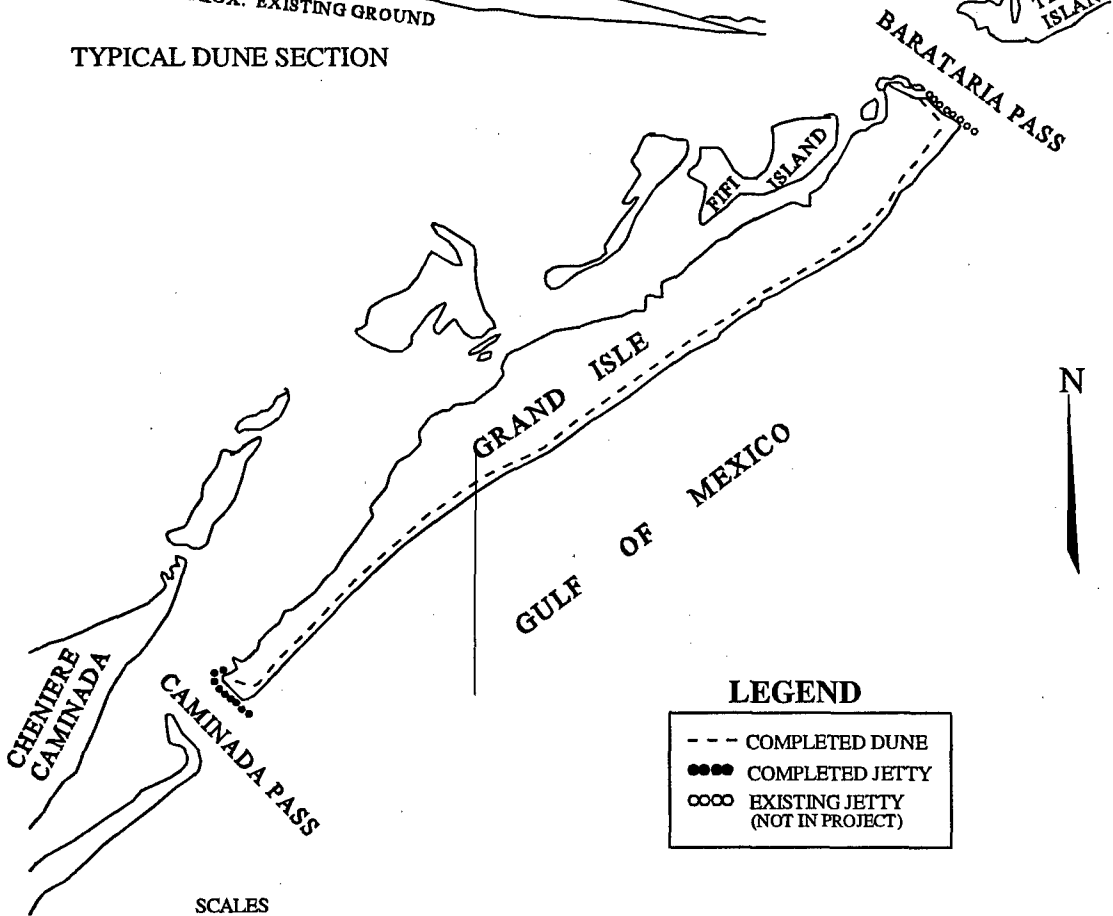 EXISTING GROUND
TYPICAL DUNE SECTION
BARATARIA PASS
FIFI ISLAND
GRAND ISLE
N
GULF OF MEXICO
CHENIERE
CAMINADA
CAMINADA PASS
LEGEND
COMPLETED DUNE
COMPLETED JETTY
EXISTING JETTY
(NOT IN PROJECT)
SCALES